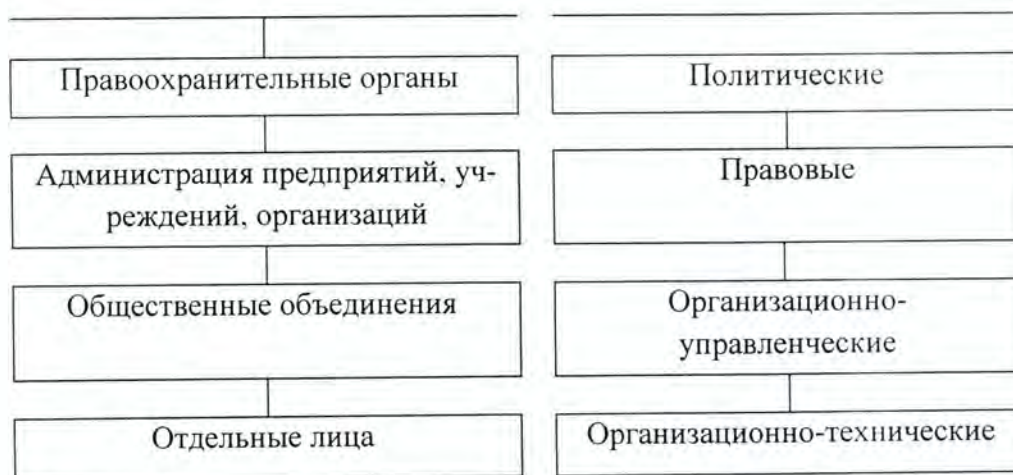 Правоохранительные органы
Администрация предприятий, уч-
реждений, организаций
Общественные объединения
Отдельные лица
Политические
Правовые
Организационно-
управленческие
Организационно-технические